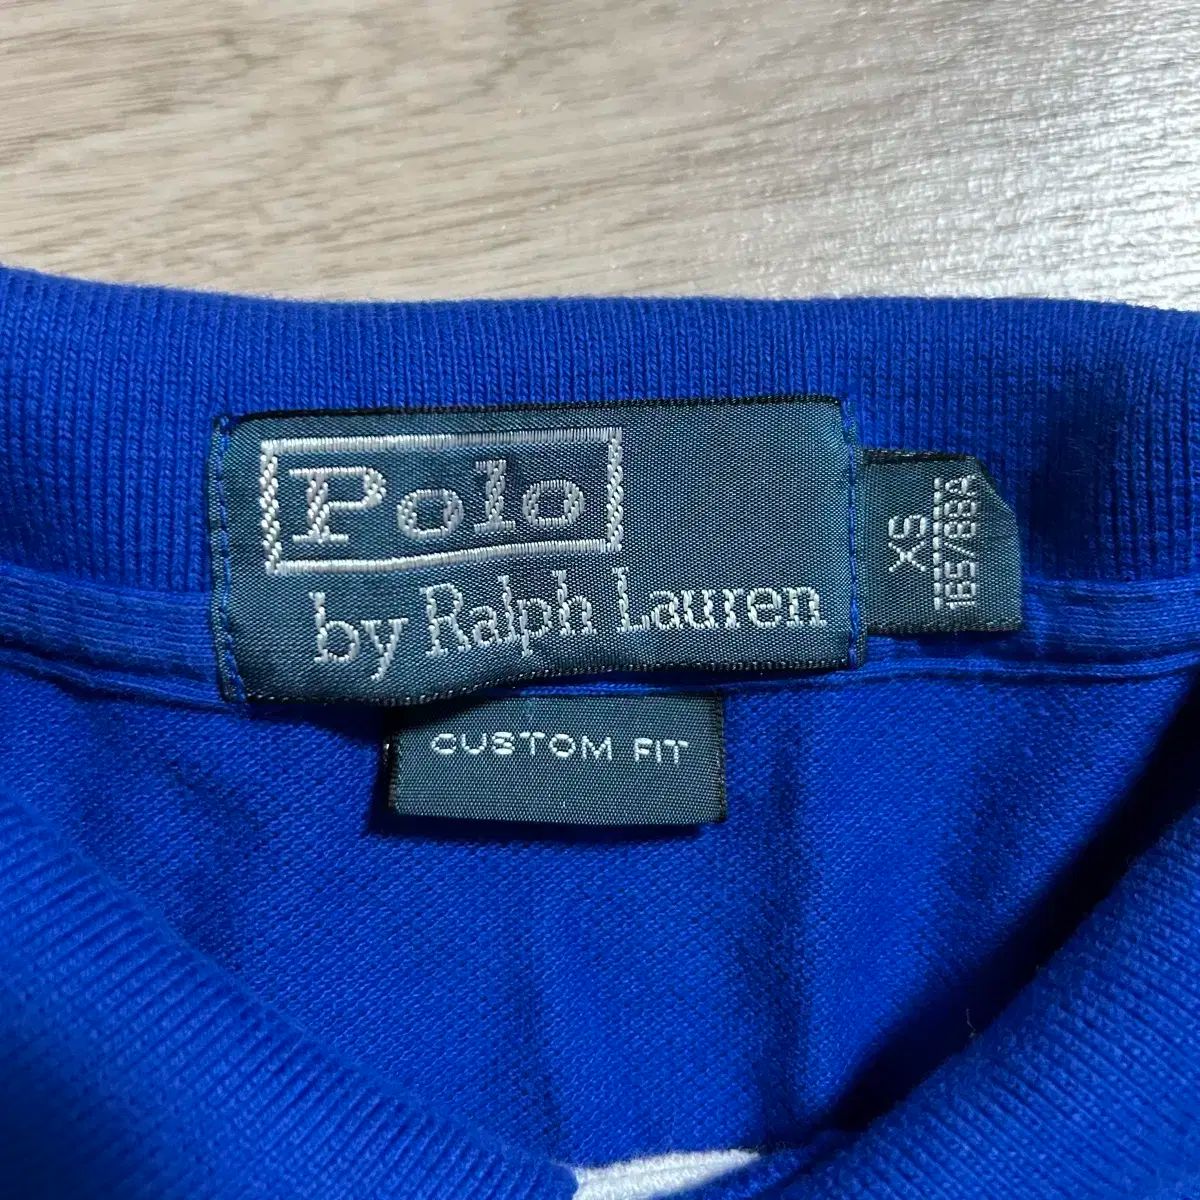 Polo
by Ralph Lauren
XS
165/88A
CUSTOM FIT